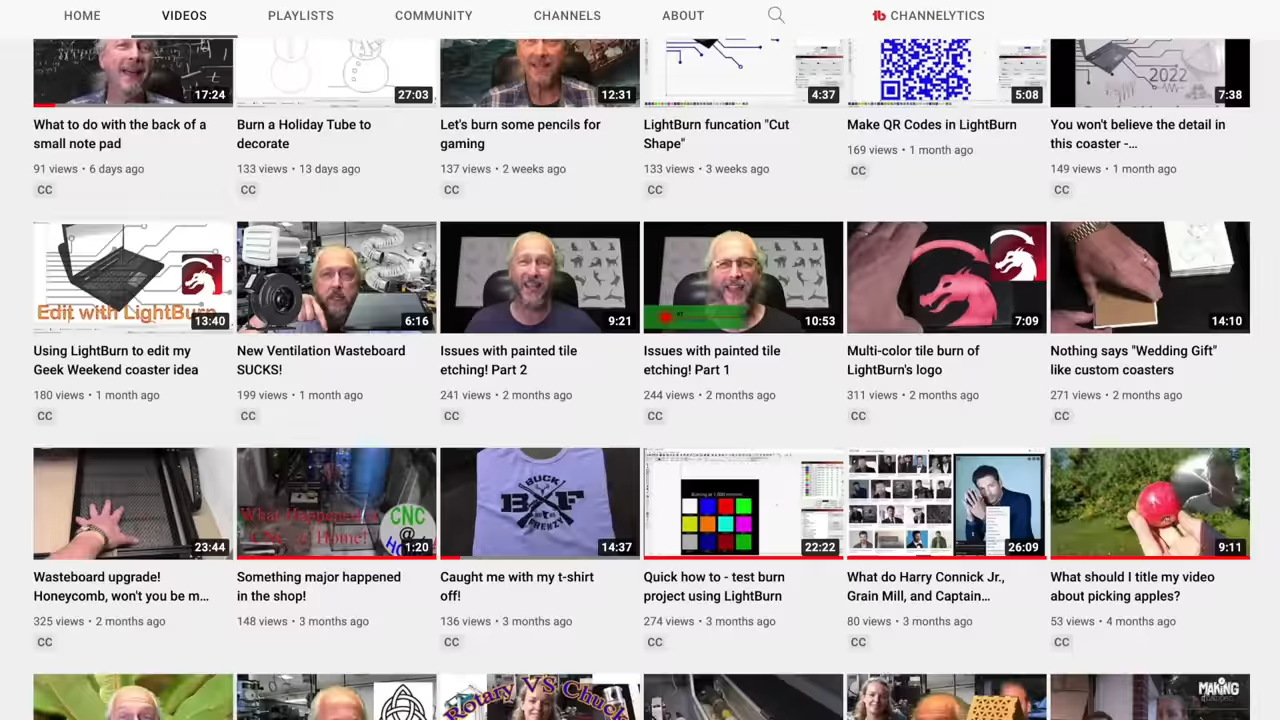 HOME VIDEOS PLAYLISTS COMMUNITY CHANNELS ABOUT CHANNELYTICS
17:24
27:03
12:31
4:37
5:08
2022
7:38
What to do with the back of a
small note pad
91 views • 6 days ago
CC
Burn a Holiday Tube to
decorate
133 views • 13 days ago
CC
Let's burn some pencils for
gaming
137 views • 2 weeks ago
CC
LightBurn funcation "Cut
Shape"
133 views • 3 weeks ago
CC
Make QR Codes in LightBurn
169 views • 1 month ago
CC
You won't believe the detail in
this coaster -...
149 views • 1 month ago
CC
Edit with LightBurn
13:40
6:16
9:21
10:53
7:09
14:10
Using LightBurn to edit my
Geek Weekend coaster idea
180 views • 1 month ago
CC
New Ventilation Wasteboard
SUCKS!
199 views • 1 month ago
CC
Issues with painted tile
etching! Part 2
241 views • 2 months ago
CC
Issues with painted tile
etching! Part 1
244 views • 2 months ago
CC
Multi-color tile burn of
LightBurn's logo
311 views • 2 months ago
CC
Nothing says "Wedding Gift"
like custom coasters
271 views • 2 months ago
CC
23:44
What Happened
CNC
@
1:20
BUCK
14:37
22:22
26:09
9:11
Wasteboard upgrade!
Honeycomb, won't you be m...
325 views • 2 months ago
CC
Something major happened
in the shop!
148 views • 3 months ago
Caught me with my t-shirt
off!
136 views • 3 months ago
CC
Quick how to - test burn
project using LightBurn
274 views • 3 months ago
CC
What do Harry Connick Jr.,
Grain Mill, and Captain...
80 views • 3 months ago
CC
What should I title my video
about picking apples?
53 views • 4 months ago
CC
Rotary VS Chuck
MAKING